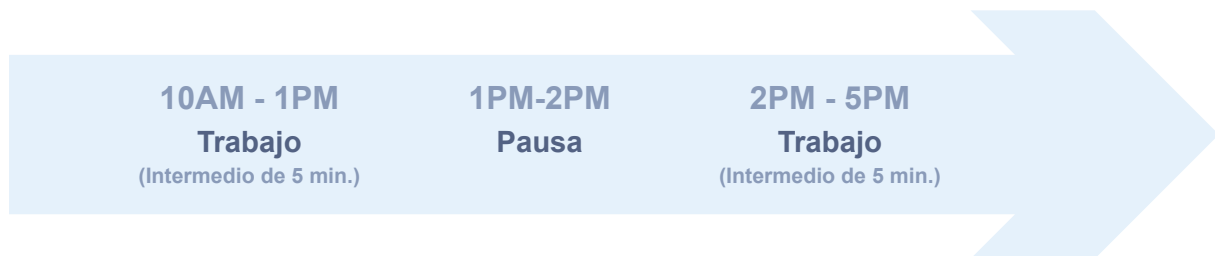 10AM - 1PM
Trabajo
(Intermedio de 5 min.)
1PM-2PM
Pausa
2PM - 5PM
Trabajo
(Intermedio de 5 min.)